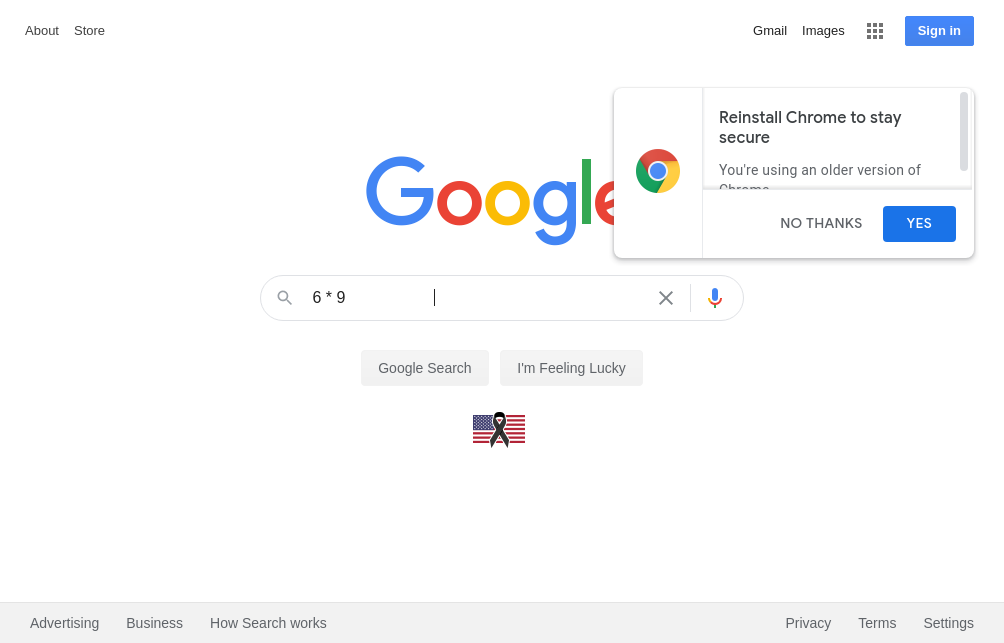 About Store
Gmail Images
Sign in
Reinstall Chrome to stay
secure
You're using an older version of
NO THANKS YES
Google
6 * 9
Google Search
I'm Feeling Lucky
Advertising Business How Search works
Privacy Terms Settings